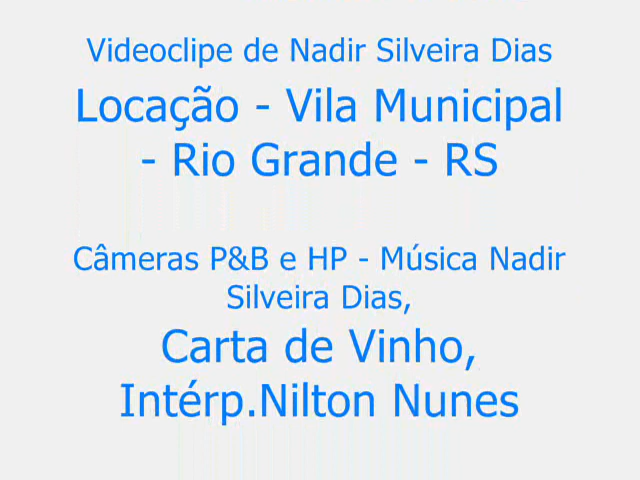 Videoclipe de Nadir Silveira Dias
Locação - Vila Municipal
- Rio Grande - RS
Câmeras P&B e HP - Música Nadir
Silveira Dias,
Carta de Vinho,
Intérp.Nilton Nunes